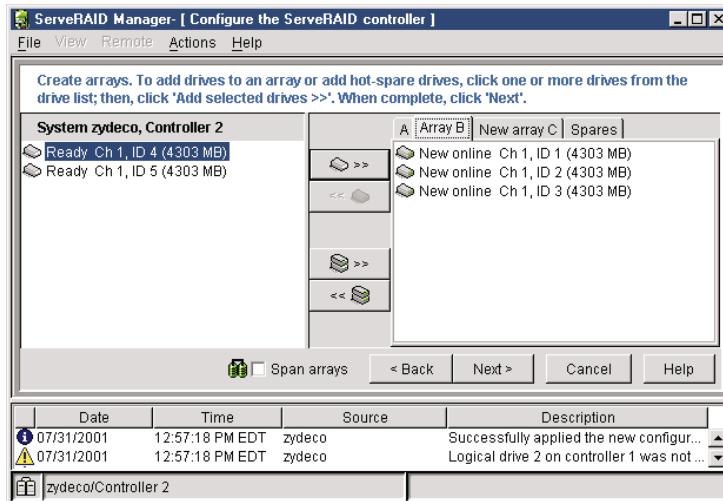 ServeRAID Manager- [ Configure the ServeRAID controller ]
File View Remote Actions Help
Create arrays. To add drives to an array or add hot-spare drives, click one or more drives from the
drive list; then, click 'Add selected drives >>'. When complete, click 'Next'.
System zydeco, Controller 2
Ready Ch 1, ID 4 (4303 MB)
Ready Ch 1, ID 5 (4303 MB)
>>
<<
>>
<<
A Array B New array C Spares
New online Ch 1, ID 1 (4303 MB)
New online Ch 1, ID 2 (4303 MB)
New online Ch 1, ID 3 (4303 MB)
Span arrays < Back Next > Cancel Help
Date Time Source Description
07/31/2001 12:57:18 PM EDT zydeco Successfully applied the new configur...
07/31/2001 12:57:18 PM EDT zydeco Logical drive 2 on controller 1 was not ...
zydeco/Controller 2